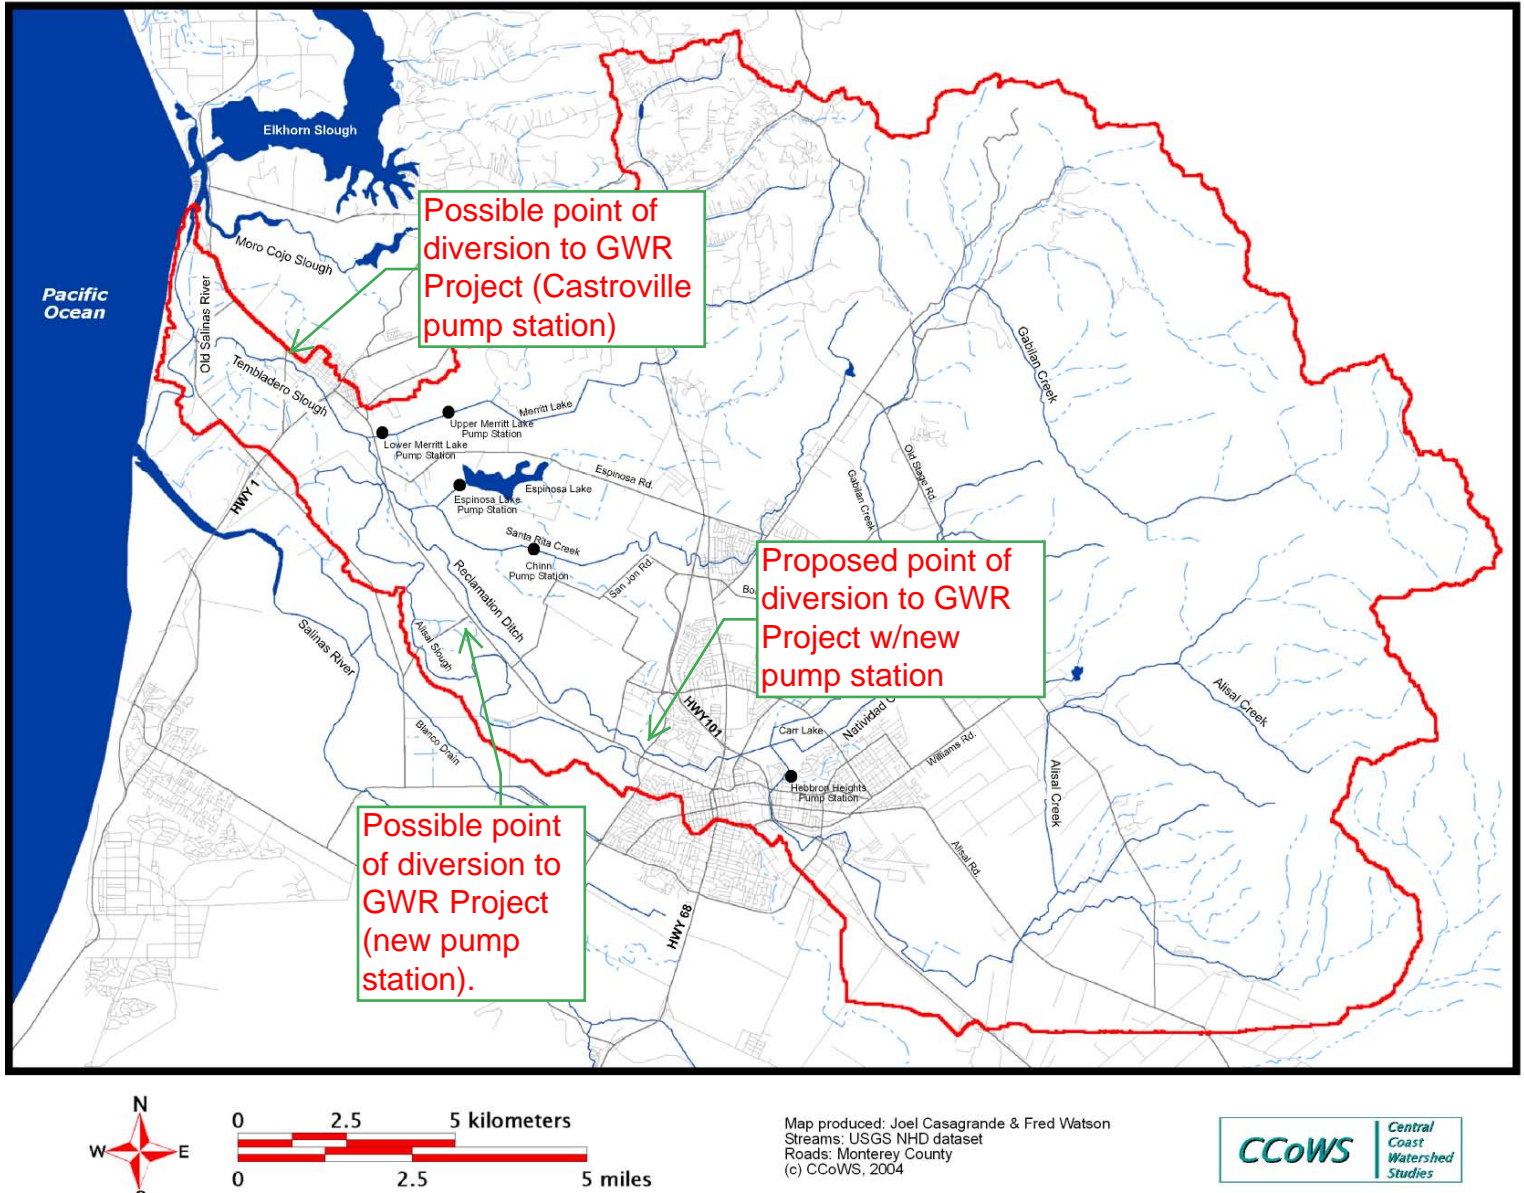 Elkhorn Slough
Possible point of
diversion to GWR
Project (Castroville
pump station)
Moro Cojo Slough
Pacific
Ocean
Old Salinas River
Tembladero Slough
Gabilan Creek
Merritt Lake
Upper Merritt Lake
Pump Station
Lower Merritt Lake
Pump Station
HWY 1
Espinosa Rd.
Old Stage Rd.
Gabilan Creek
Espinosa Lake
Espinosa Lake
Pump Station
Santa Rita Creek
Chinn
Pump Station
San Jon Rd.
Reclamation Ditch
Proposed point of
diversion to GWR
Project w/new
pump station
Salinas River
Alisal Slough
Blanco Drain
HWY101
Carr Lake
Natividad C
Williams Rd.
Alisal Creek
Alisal Creek
Hebbron Heights
Pump Station
Possible point
of diversion to
GWR Project
(new pump
station).
Alisal Rd.
HWY 68
N
W E
0 2.5 5 kilometers
0 2.5 5 miles
Map produced: Joel Casagrande & Fred Watson
Streams: USGS NHD dataset
Roads: Monterey County
(c) CCoWS, 2004
CCoWS
Central
Coast
Watershed
Studies